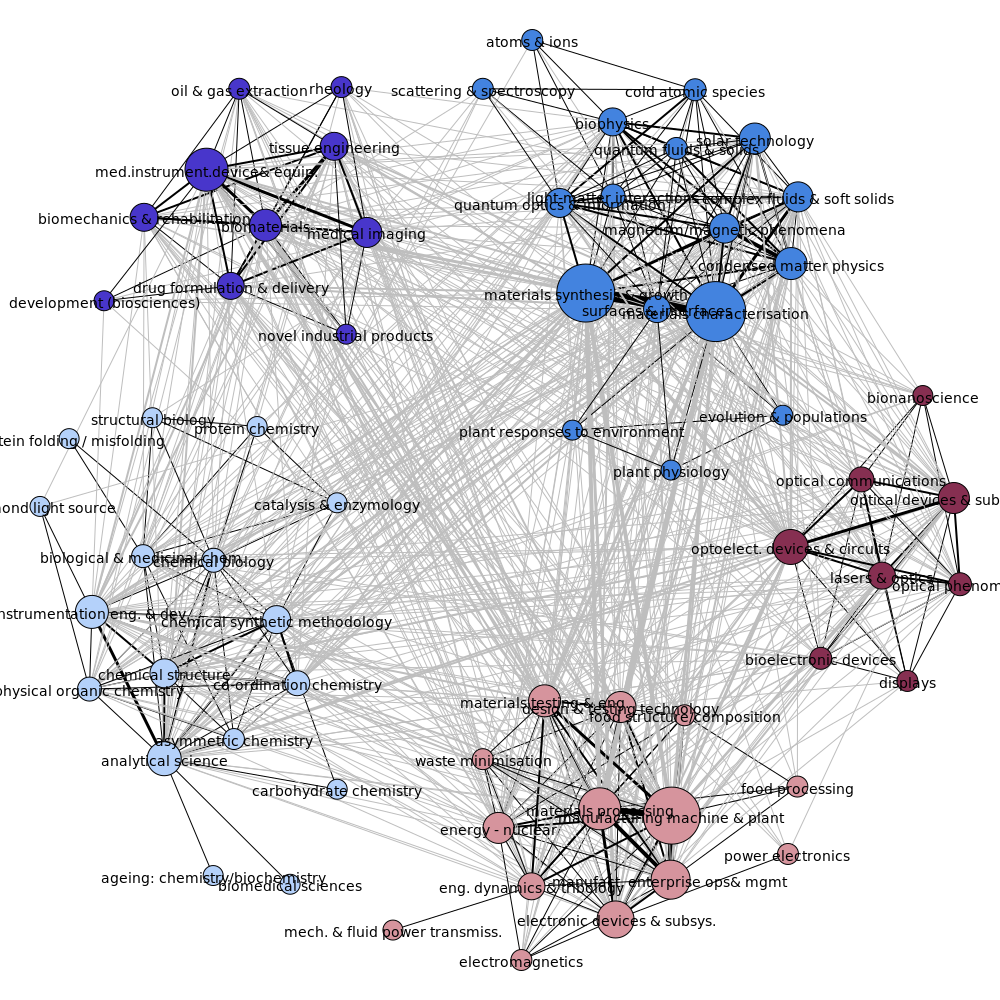 atoms & ions
oil & gas extraction
rheology
scattering & spectroscopy
cold atomic species
biophysics
solar technology
tissue engineering
quantum fluids & solids
med.instrument.device& equip.
light-matter interactions
complex fluids & soft solids
quantum optics & information
biomechanics & rehabilitation
biomaterials
medical imaging
magnetism/magnetic phenomena
condensed matter physics
drug formulation & delivery
development (biosciences)
materials synthesis growth
surfaces & interfaces
materials characterisation
novel industrial products
bionanoscience
structural biology
protein chemistry
evolution & populations
plant responses to environment
tein folding / misfolding
plant physiology
optical communications
optical devices & sub
catalysis & enzymology
ond light source
optoelect. devices & circuits
biological & medicinal chem.
chemical biology
lasers & optics
optical phenom
nstrumentation eng. & dev.
chemical synthetic methodology
bioelectronic devices
chemical structure
co-ordination chemistry
displays
physical organic chemistry
materials testing & eng.
design & testing technology
food structure/composition
asymmetric chemistry
analytical science
waste minimisation
carbohydrate chemistry
food processing
materials processing
manufacturing machine & plant
energy - nuclear
power electronics
ageing: chemistry/biochemistry
biomedical sciences
eng. dynamics & tribology
manufact. enterprise ops& mgmt
electronic devices & subsys.
mech. & fluid power transmiss.
electromagnetics